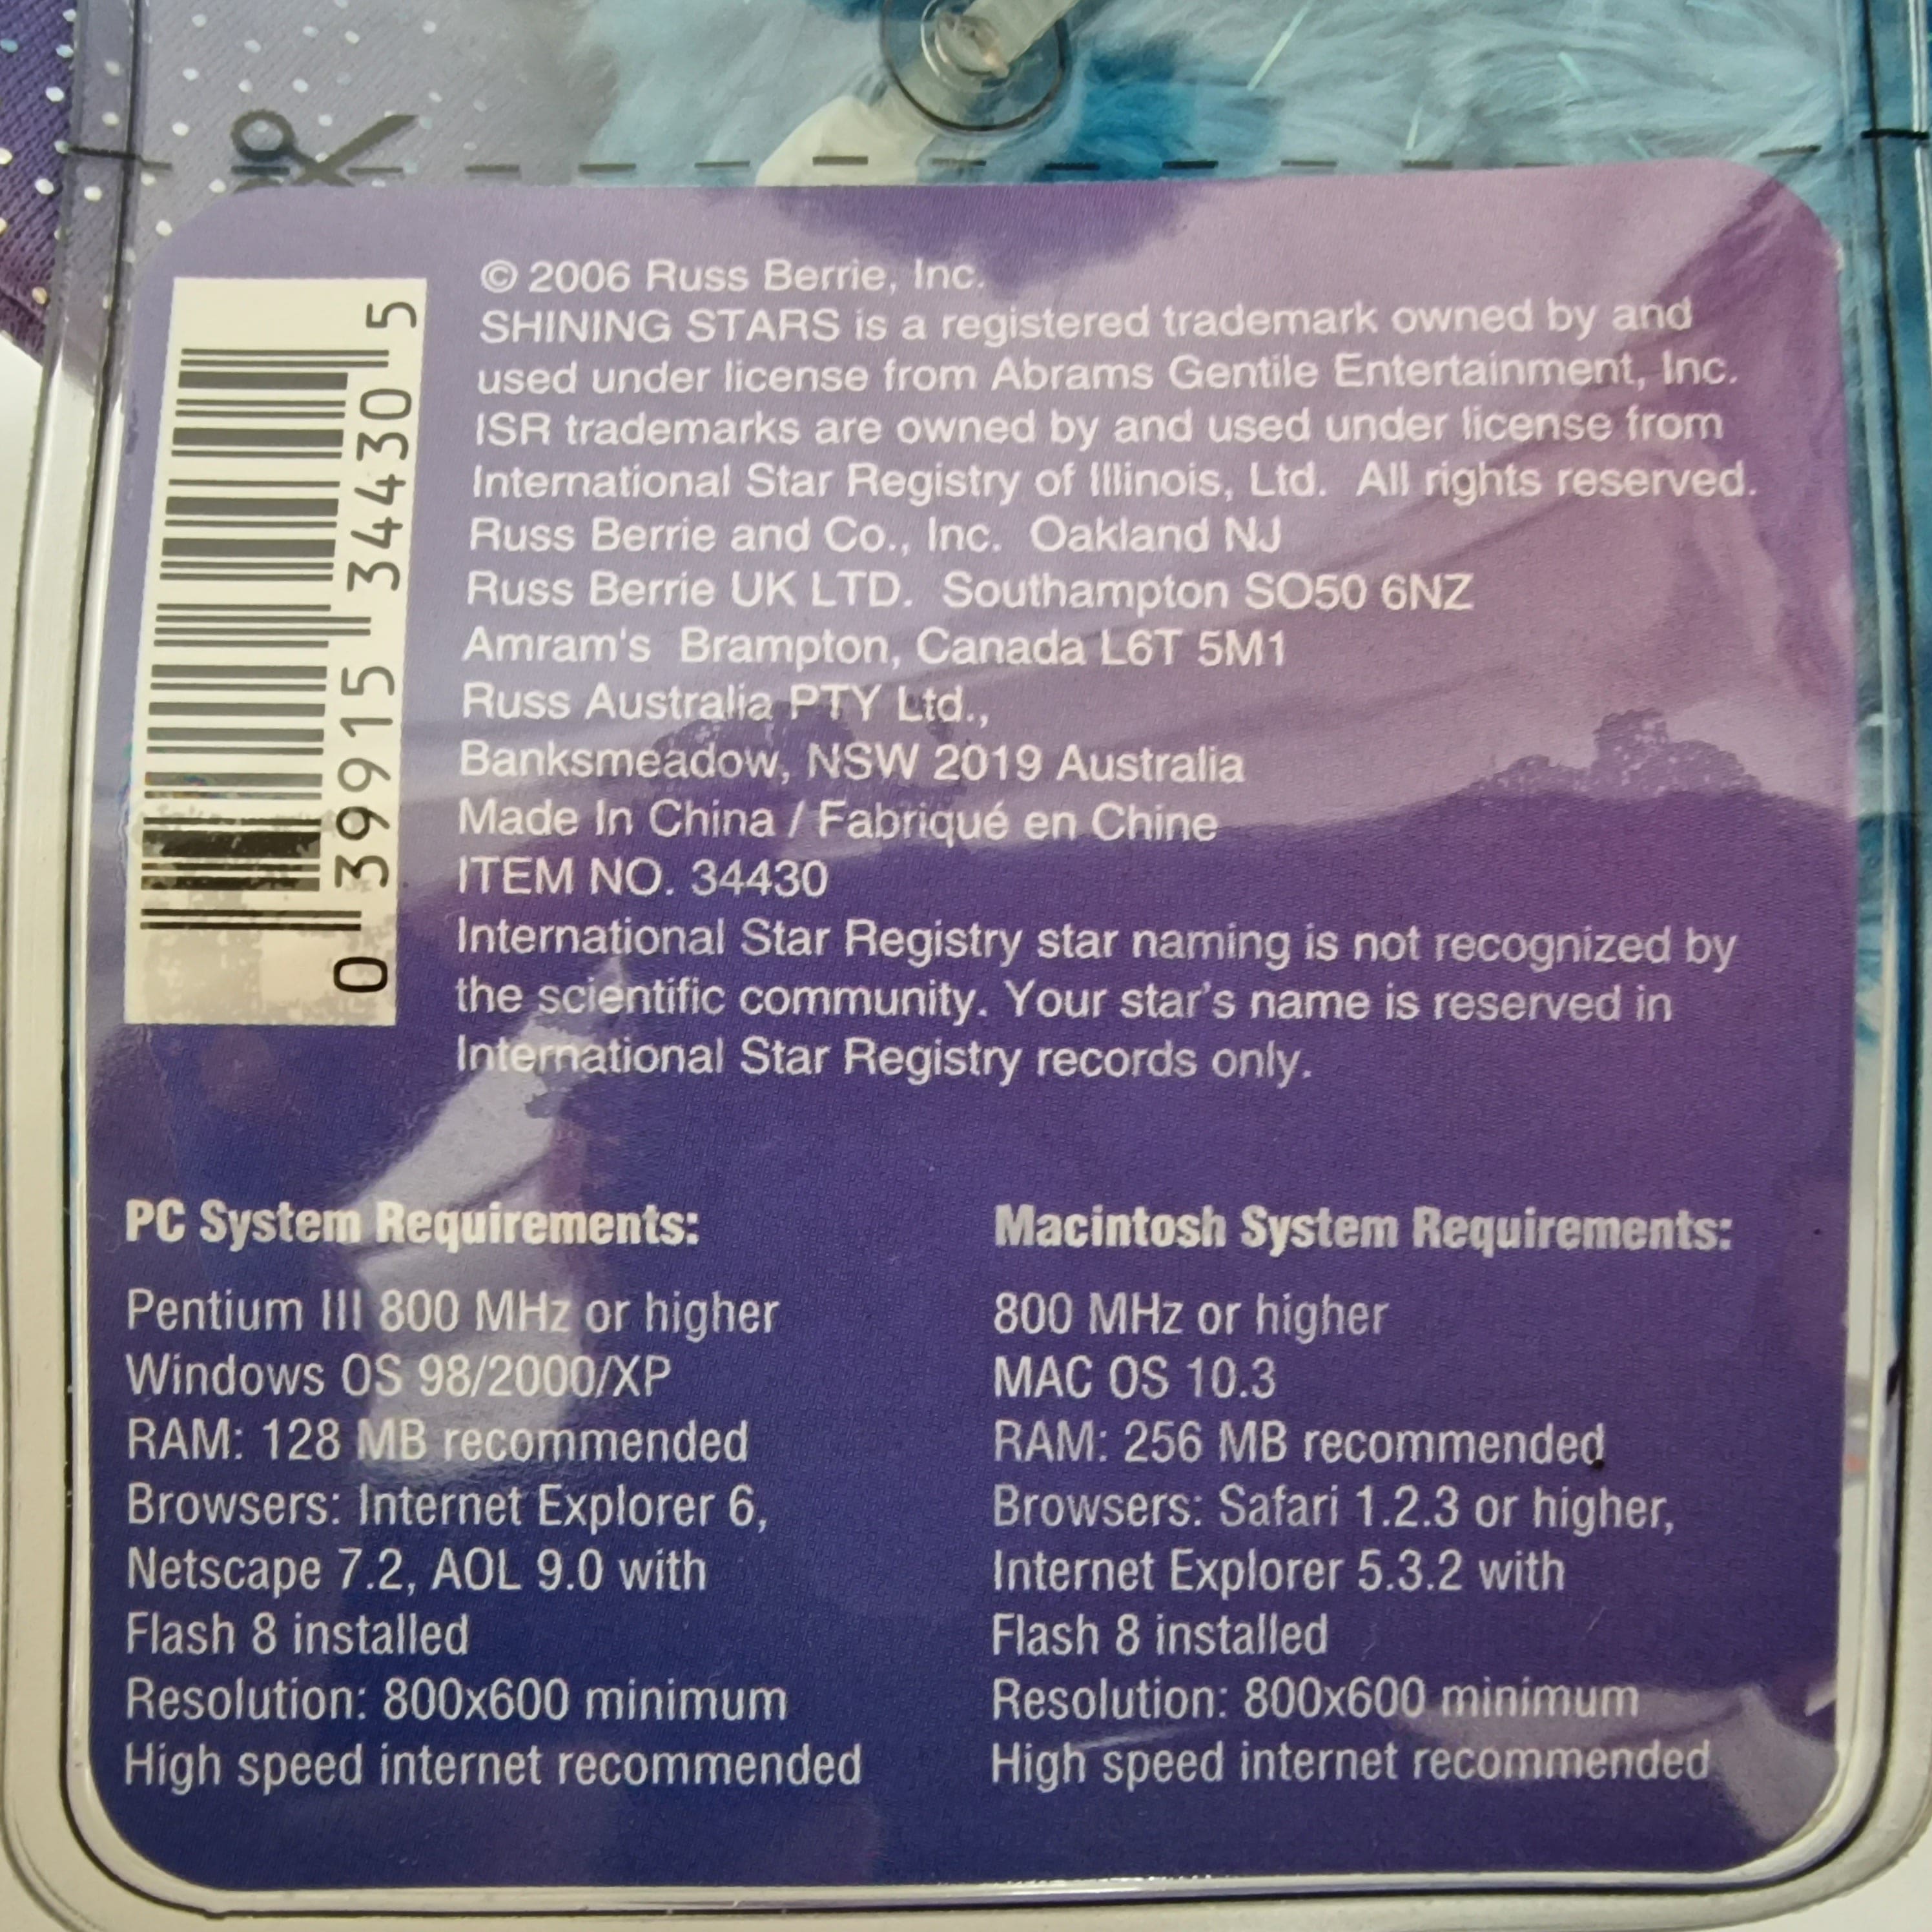 © 2006 Russ Berrie, Inc.
SHINING STARS is a registered trademark owned by and
used under license from Abrams Gentile Entertainment, Inc.
ISR trademarks are owned by and used under license from
International Star Registry of Illinois, Ltd.  All rights reserved.
Russ Berrie and Co., Inc.  Oakland NJ
Russ Berrie UK LTD.  Southampton SO50 6NZ
Amram's  Brampton, Canada L6T 5M1
Russ Australia PTY Ltd.,
Banksmeadow, NSW 2019 Australia
Made In China / Fabriqué en Chine
ITEM NO. 34430
International Star Registry star naming is not recognized by
the scientific community. Your star's name is reserved in
International Star Registry records only.
0 39915 34430 5
PC System Requirements:
Pentium III 800 MHz or higher
Windows OS 98/2000/XP
RAM: 128 MB recommended
Browsers: Internet Explorer 6,
Netscape 7.2, AOL 9.0 with
Flash 8 installed
Resolution: 800x600 minimum
High speed internet recommended
Macintosh System Requirements:
800 MHz or higher
MAC OS 10.3
RAM: 256 MB recommended
Browsers: Safari 1.2.3 or higher,
Internet Explorer 5.3.2 with
Flash 8 installed
Resolution: 800x600 minimum
High speed internet recommended